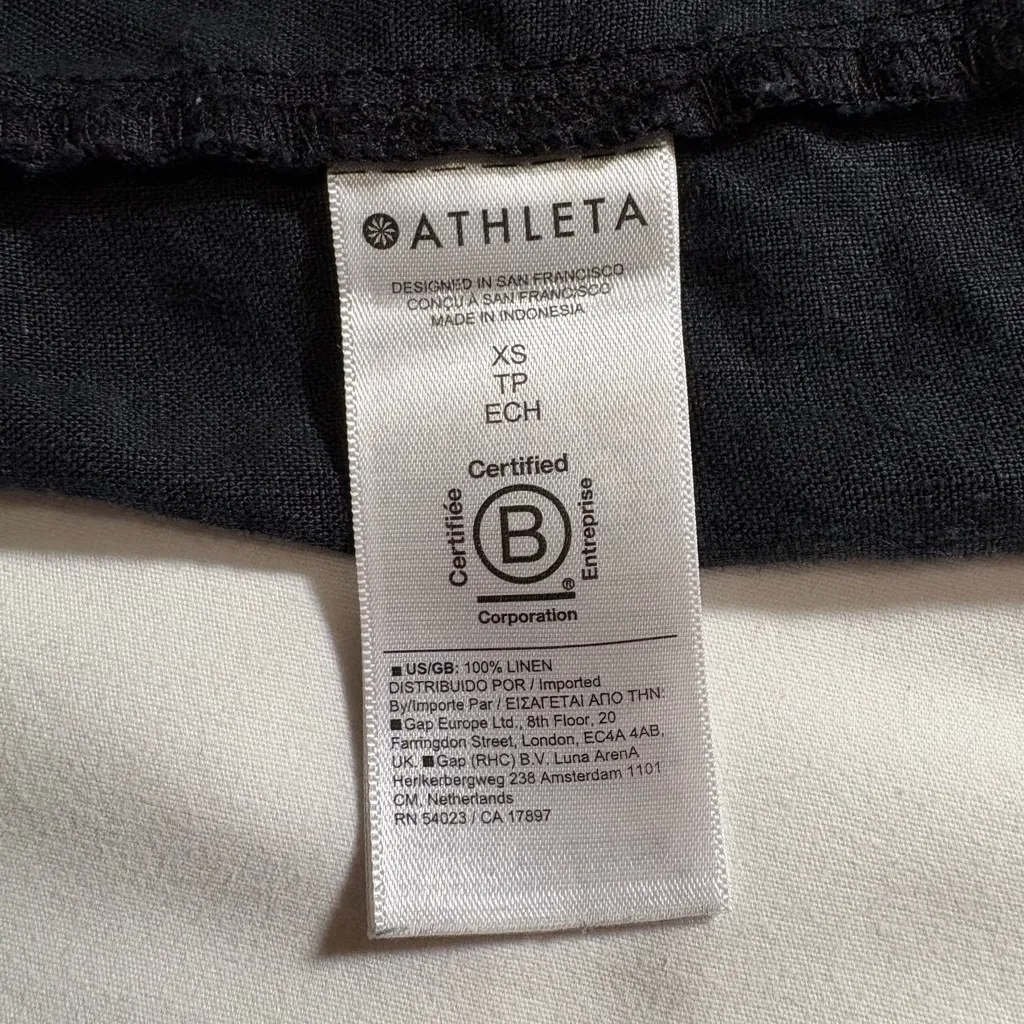 ATHLETA
DESIGNED IN SAN FRANCISCO
CONÇU À SAN FRANCISCO
MADE IN INDONESIA
XS
TP
ECH
Certified
Certifiée
B
Entreprise
®
Corporation
US/GB: 100% LINEN
DISTRIBUIDO POR / Imported
By/Importe Par / ΕΙΣΑΓΕΤΑΙ ΑΠΟ ΤΗΝ:
Gap Europe Ltd., 8th Floor, 20
Farringdon Street, London, EC4A 4AB,
UK. Gap (RHC) B.V. Luna ArenA
Herikerbergweg 238 Amsterdam 1101
CM, Netherlands
RN 54023 / CA 17897